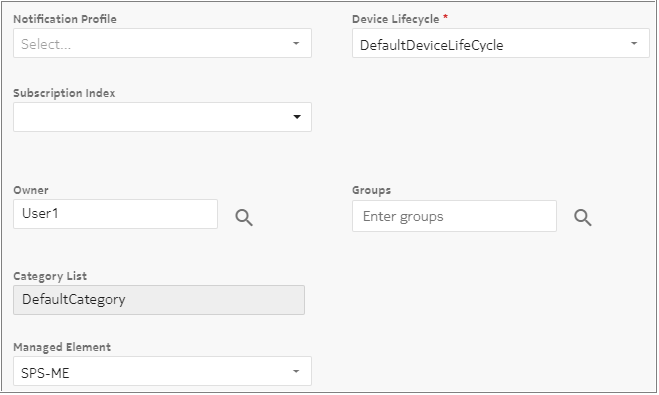 Notification Profile
Device Lifecycle *
Select...
DefaultDeviceLifeCycle
Subscription Index
Owner
Groups
User1
Enter groups
Category List
DefaultCategory
Managed Element
SPS-ME